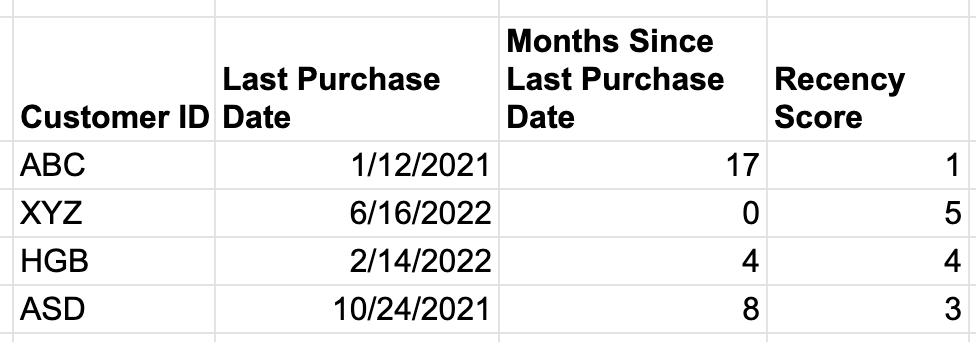 Customer ID Last Purchase Date Months Since Last Purchase Date Recency Score
ABC 1/12/2021 17 1
XYZ 6/16/2022 0 5
HGB 2/14/2022 4 4
ASD 10/24/2021 8 3